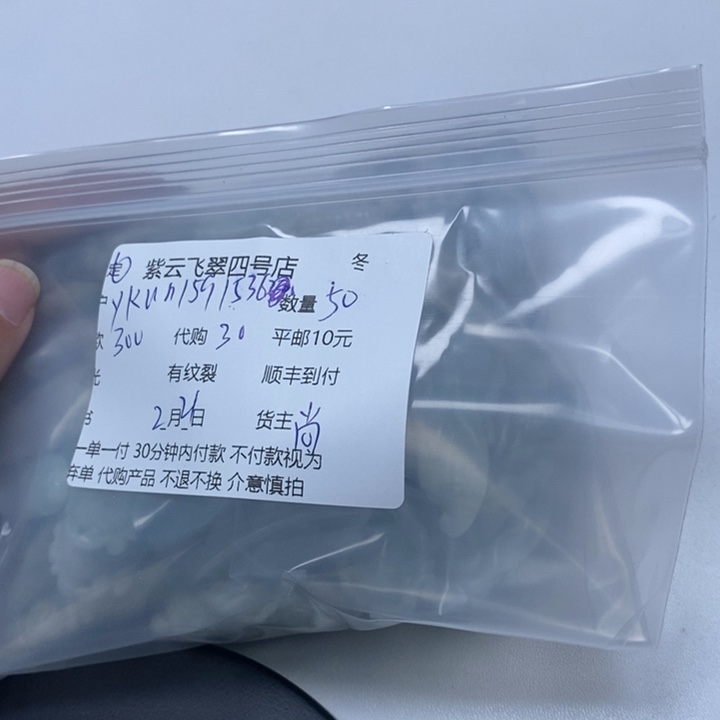 紫云飞翠四号店 冬
数量 50
300 代购 30 平邮10元
有纹裂 顺丰到付
2月 日 货主 尚
一单一付 30分钟内付款 不付款视为
弃单 代购产品 不退不换 介意慎拍